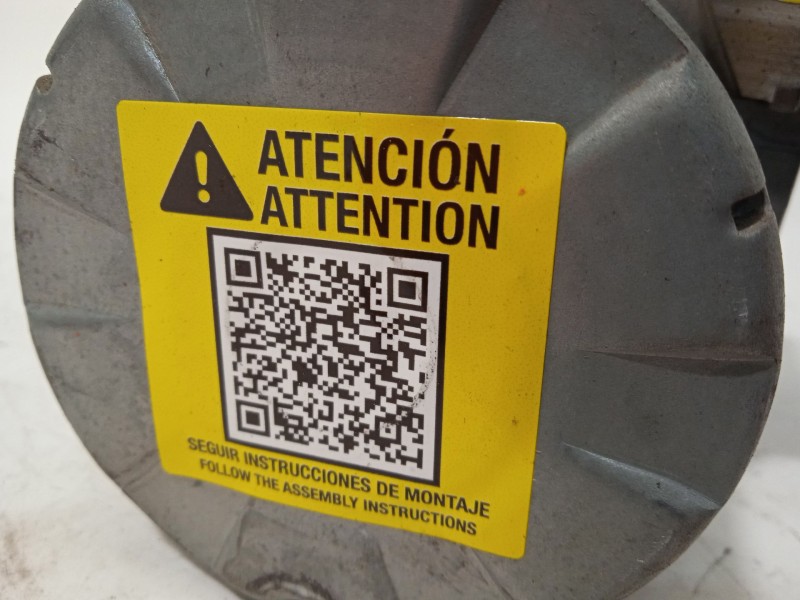 ATENCIÓN
ATTENTION
SEGUIR INSTRUCCIONES DE MONTAJE
FOLLOW THE ASSEMBLY INSTRUCTIONS